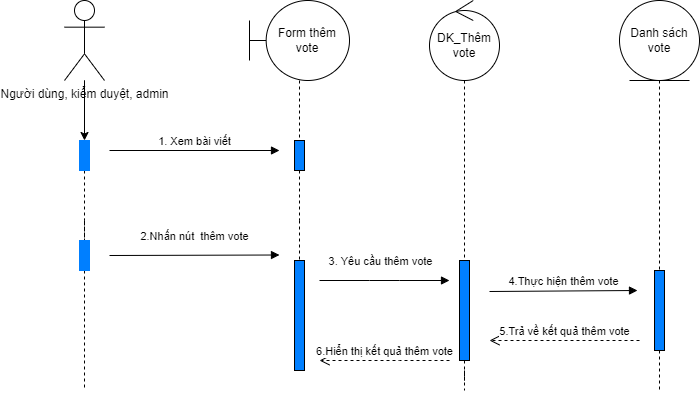 Form thêm
vote
DK_Thêm
vote
Danh sách
vote
Người dùng, kiểm duyệt, admin
1. Xem bài viết
2.Nhấn nút thêm vote
3. Yêu cầu thêm vote
4.Thực hiện thêm vote
5.Trả về kết quả thêm vote
6.Hiển thị kết quả thêm vote